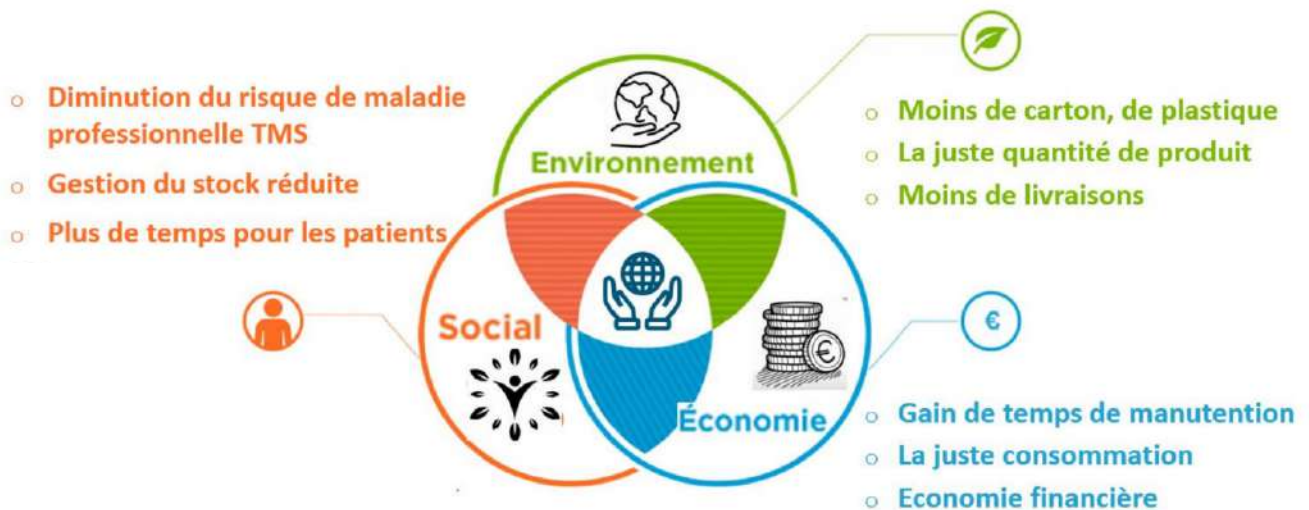 Diminution du risque de maladie
professionnelle TMS
Gestion du stock réduite
Plus de temps pour les patients
Environnement
Moins de carton, de plastique
La juste quantité de produit
Moins de livraisons
Social
€
€
Économie
Gain de temps de manutention
La juste consommation
Economie financière